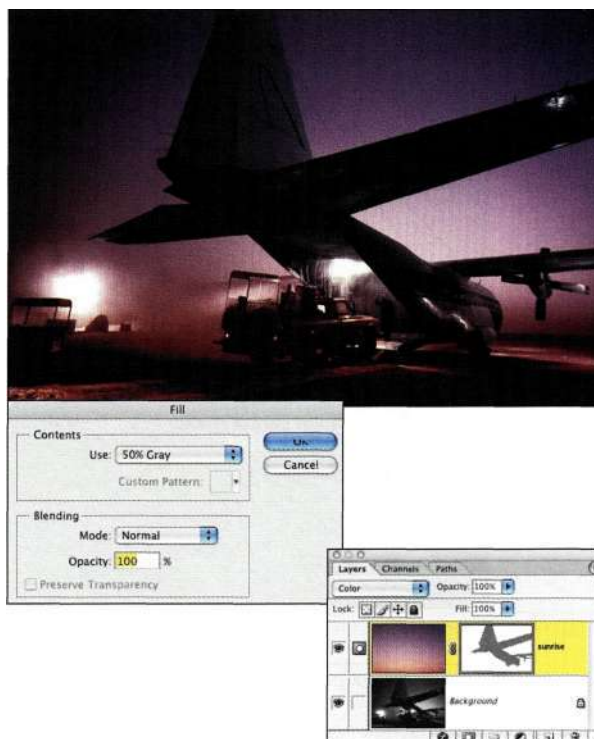 Fill
Contents
Use: 50% Gray
Cancel
Custom Pattern:
Blending
Mode: Normal
Opacity: 100 %
Preserve Transparency
Layers Channels Paths
Color Opacity: 100%
Lock: Fill: 100%
sunrise
Background